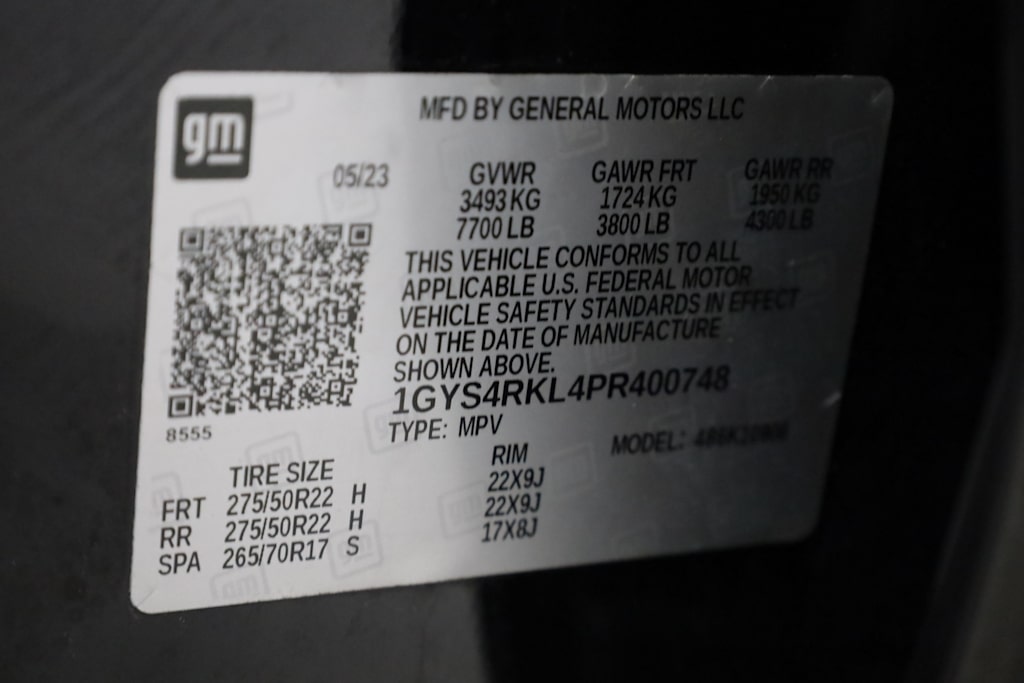 gm
MFD BY GENERAL MOTORS LLC
05/23 GVWR GAWR FRT GAWR RR
3493 KG 1724 KG 1950 KG
7700 LB 3800 LB 4300 LB
THIS VEHICLE CONFORMS TO ALL
APPLICABLE U.S. FEDERAL MOTOR
VEHICLE SAFETY STANDARDS IN EFFECT
ON THE DATE OF MANUFACTURE
SHOWN ABOVE.
1GYS4RKL4PR400748
8555
TYPE: MPV MODEL:
TIRE SIZE RIM
FRT 275/50R22 H 22X9J
RR 275/50R22 H 22X9J
SPA 265/70R17 S 17X8J